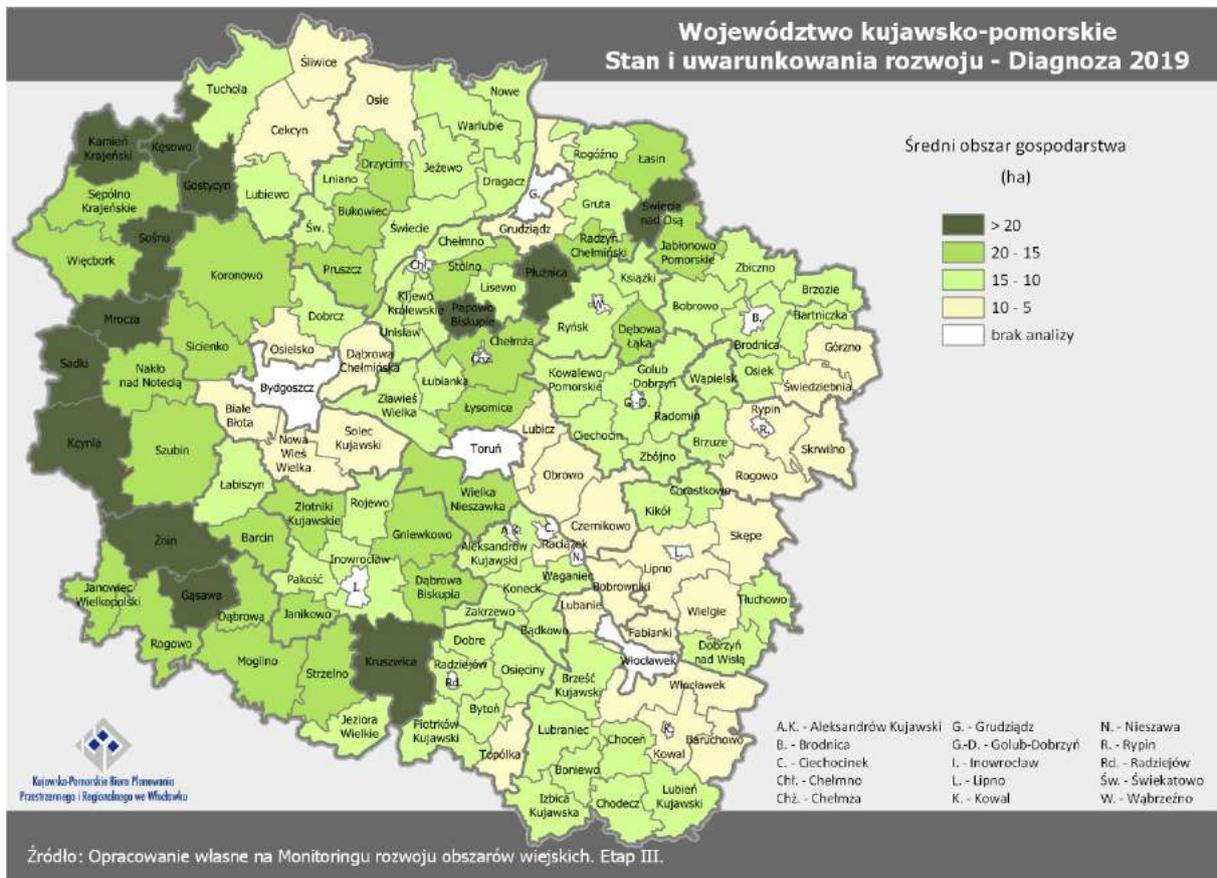 Województwo kujawsko-pomorskie
Stan i uwarunkowania rozwoju - Diagnoza 2019
Średni obszar gospodarstwa
(ha)
> 20
20 - 15
15 - 10
10 - 5
brak analizy
Śliwice
Tuchola
Nowe
Osie
Warlubie
Cekcyn
Rogóźno
Kamień
Krajeński
Kęsowo
Łasin
Drzycim
Jeżewo
Gostycyn
Lniano
Dragacz
G.
Sępólno
Krajeńskie
Lubiewo
Gruta
Świecie
nad Osą
Bukowiec
Św.
Świecie
Grudziądz
Sośno
Chełmno
Radzyń
Chełmiński
Jabłonowo
Pomorskie
Więcbork
Koronowo
Pruszcz
Chł.
Stolno
Płużnica
Książki
Zbiczno
Lisewo
Brzozie
Kijewo
Królewskie
W.
Bobrowo
Mrocza
Dobrcz
Papowo
Biskupie
B.
Bartniczka
Unisław
Ryńsk
Dębowa
Łąka
Sicienko
Osielsko
Chełmża
Brodnica
Górzno
Sadki
Dąbrowa
Chełmińska
Chż.
Nakło
nad Notecią
Kowalewo
Pomorskie
Golub-
Dobrzyń
Wąpielsk
Osiek
Bydgoszcz
Łubianka
Świedziebnia
Zławieś
Wielka
G.-D.
Białe
Błota
Łysomice
Radomin
Rypin
R.
Kcynia
Szubin
Nowa
Wieś
Wielka
Solec
Kujawski
Toruń
Lubicz
Ciechocin
Brzuze
Skrwilno
Zbójno
Obrowo
Rogowo
Łabiszyn
Wielka
Nieszawka
Chrostkowo
Złotniki
Kujawskie
Rojewo
Kikół
Gniewkowo
Czernikowo
Żnin
Barcin
A.K.
C.
Skępe
Aleksandrów
Kujawski
Raciążek
Inowrocław
N.
L.
Pakość
Lipno
Janowiec
Wielkopolski
Gąsawa
I.
Dąbrowa
Biskupia
Koneck
Waganiec
Bobrowniki
Dąbrowa
Janikowo
Zakrzewo
Lubanie
Wielgie
Tłuchowo
Rogowo
Bądkowo
Fabianki
Dobre
Dobrzyń
nad Wisłą
Mogilno
Strzelno
Kruszwica
Radziejów
Osięciny
Włocławek
Rd.
Brześć
Kujawski
Włocławek
Bytoń
Jeziora
Wielkie
Piotrków
Kujawski
Lubraniec
Choceń
K.
Baruchowo
Topólka
Kowal
Boniewo
Izbica
Kujawska
Chodecz
Lubień
Kujawski
A.K. - Aleksandrów Kujawski
B. - Brodnica
C. - Ciechocinek
Chł. - Chełmno
Chż. - Chełmża
G. - Grudziądz
G.-D. - Golub-Dobrzyń
I. - Inowrocław
L. - Lipno
K. - Kowal
N. - Nieszawa
R. - Rypin
Rd. - Radziejów
Św. - Świekatowo
W. - Wąbrzeźno
Kujawsko-Pomorskie Biuro Planowania
Przestrzennego i Regionalnego we Włocławku
Źródło: Opracowanie własne na Monitoringu rozwoju obszarów wiejskich. Etap III.